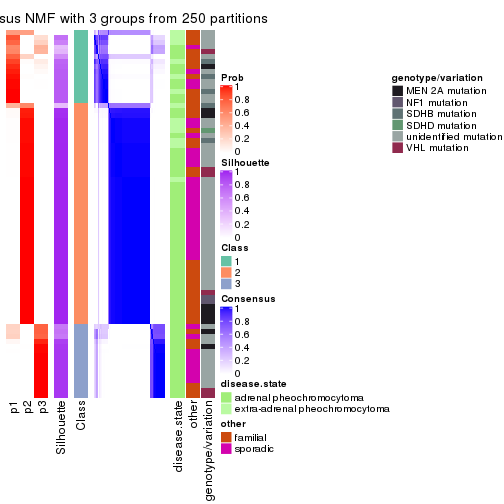 sus NMF with 3 groups from 250 partitions
Prob
1
0.8
0.6
0.4
0.2
0
Silhouette
1
0.8
0.6
0.4
0.2
0
Class
1
2
3
Consensus
1
0.8
0.6
0.4
0.2
0
disease.state
adrenal pheochromocytoma
extra-adrenal pheochromocytoma
other
familial
sporadic
genotype/variation
MEN 2A mutation
NF1 mutation
SDHB mutation
SDHD mutation
unidentified mutation
VHL mutation
p1
p2
p3
Silhouette
Class
disease.state
other
genotype/variation